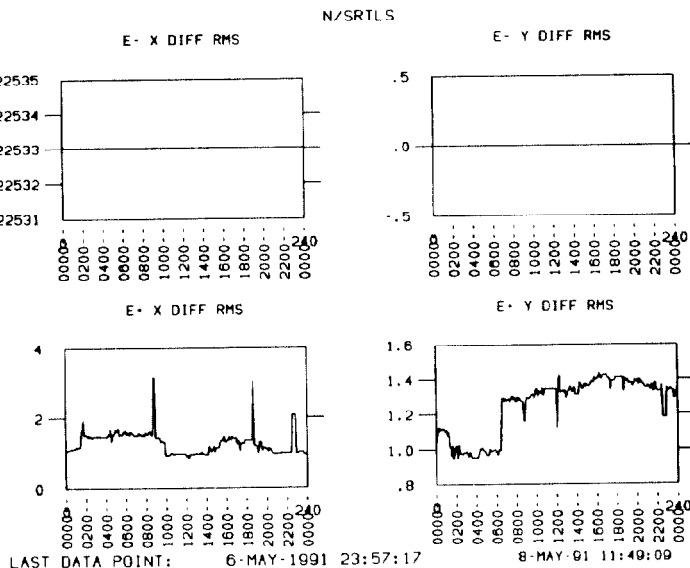 N/SRTLS
E- X DIFF RMS
E- Y DIFF RMS
22535
22534
22533
22532
22531
.5
.0
-.5
0000- 0200- 0400- 0600- 0800- 1000- 1200- 1400- 1600- 1800- 2000- 2200- 0000-
240
0000- 0200- 0400- 0600- 0800- 1000- 1200- 1400- 1600- 1800- 2000- 2200- 0000-
240
E+ X DIFF RMS
E+ Y DIFF RMS
4
2
0
1.6
1.4
1.2
1.0
.8
0000- 0200- 0400- 0600- 0800- 1000- 1200- 1400- 1600- 1800- 2000- 2200- 0000-
240
0000- 0200- 0400- 0600- 0800- 1000- 1200- 1400- 1600- 1800- 2000- 2200- 0000-
240
LAST DATA POINT: 6-MAY-1991 23:57:17
8-MAY-91 11:49:09